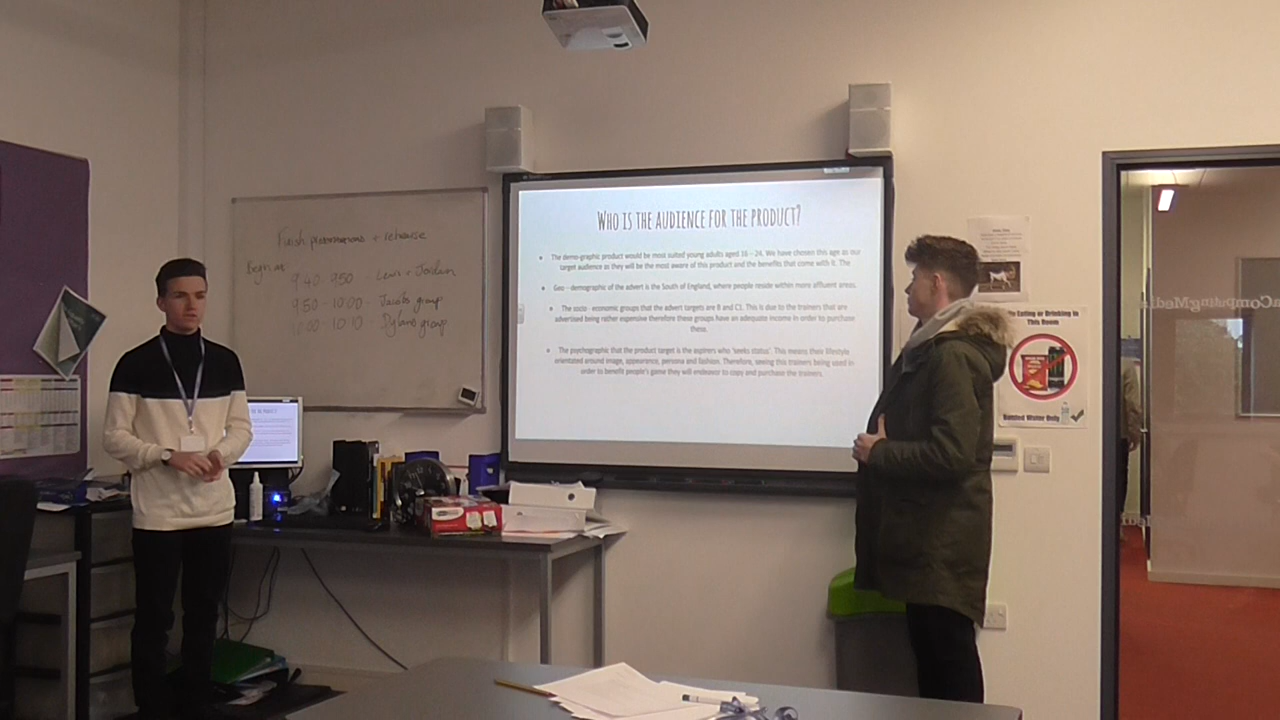 Finish presentations + rehearse
Begin at
9.40 - 9.50 - Lewis + Jordan
9.50 - 10.00 - Jacobs group
10.00 - 10.10 - Dylans group
WHO IS THE AUDIENCE FOR THE PRODUCT?
The demo-graphic product would be most suited young adults aged 16 – 24. We have chosen this age as our
target audience as they will be the most aware of this product and the benefits that come with it. The
Geo – demographic of the advert is the South of England, where people reside within more affluent areas.
The socio - economic groups that the advert targets are B and C1. This is due to the trainers that are
advertised being rather expensive therefore these groups have an adequate income in order to purchase
these.
The psychographic that the product target is the aspirers who 'seeks status'. This means their lifestyle
orientated around image, appearance, persona and fashion. Therefore, seeing this trainers being used in
order to benefit people's game they will endeavor to copy and purchase the trainers.
Eating or Drinking in
This Room
Bottled Water Only
ComputingMedia